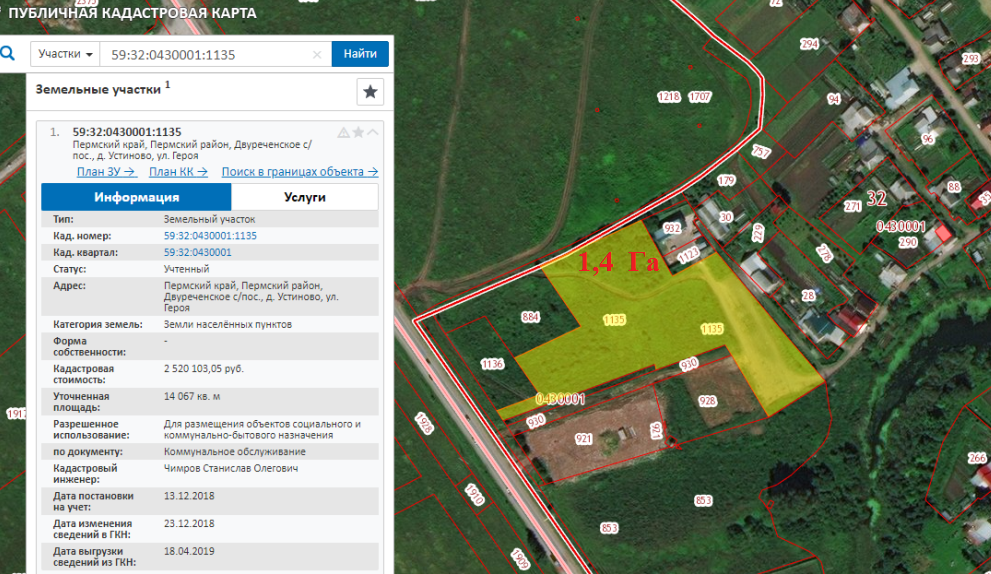 2375
ПУБЛИЧНАЯ КАДАСТРОВАЯ КАРТА
Участки
59:32:0430001:1135
×
Найти
Земельные участки 1
1. 59:32:0430001:1135
Пермский край, Пермский район, Двуреченское с/
пос., д. Устиново, ул. Героя
План ЗУ → План КК → Поиск в границах объекта →
Информация Услуги
Тип: Земельный участок
Кад. номер: 59:32:0430001:1135
Кад. квартал: 59:32:0430001
Статус: Учтенный
Адрес: Пермский край, Пермский район,
Двуреченское с/пос., д. Устиново, ул.
Героя
Категория земель: Земли населённых пунктов
Форма
собственности: -
Кадастровая
стоимость: 2 520 103,05 руб.
Уточненная
площадь: 14 067 кв. м
Разрешенное
использование: Для размещения объектов социального и
коммунально-бытового назначения
по документу: Коммунальное обслуживание
Кадастровый
инженер: Чимров Станислав Олегович
Дата постановки
на учет: 13.12.2018
Дата изменения
сведений в ГКН: 23.12.2018
Дата выгрузки
сведений из ГКН: 18.04.2019
72
294
293
1218 1707
94
96
757
179
88
32
271
30
932
0430001
290
229
278
1123
1,4 Га
28
884
1135
1135
1136
930
0430001
928
930
1917
1928
921
921
266
1910
853
853
1909